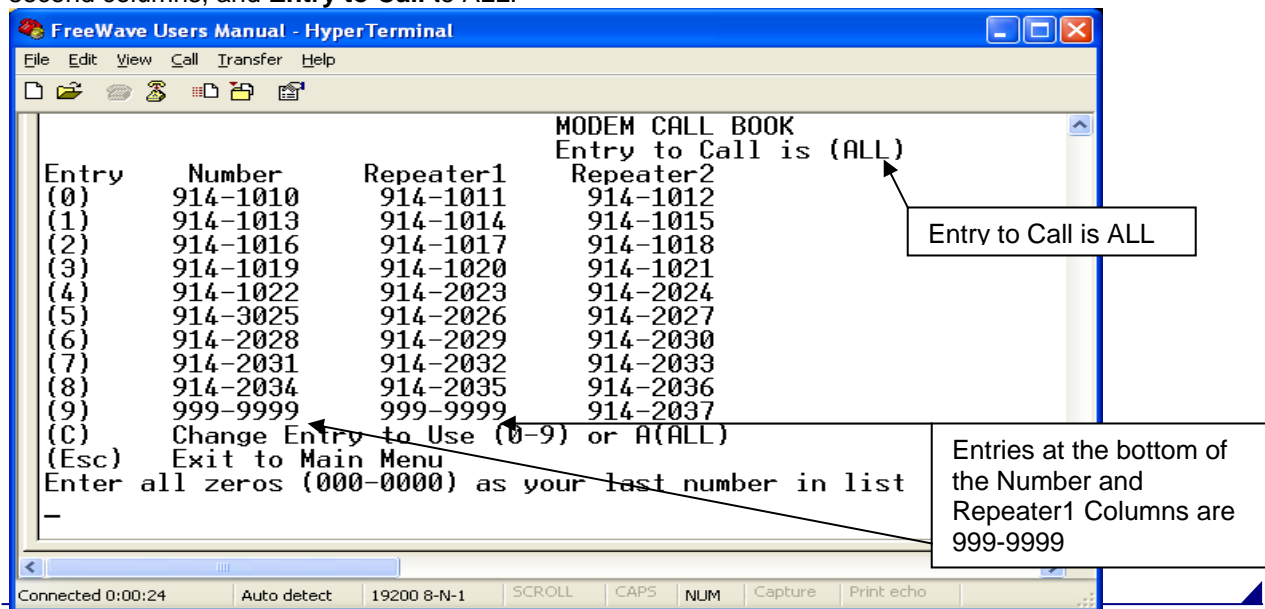 second columns, and Entry to Call to ALL.
FreeWave Users Manual - HyperTerminal
File Edit View Call Transfer Help
MODEM CALL BOOK
Entry to Call is (ALL)
Entry Number Repeater1 Repeater2
(0) 914-1010 914-1011 914-1012
(1) 914-1013 914-1014 914-1015
(2) 914-1016 914-1017 914-1018
(3) 914-1019 914-1020 914-1021
(4) 914-1022 914-2023 914-2024
(5) 914-3025 914-2026 914-2027
(6) 914-2028 914-2029 914-2030
(7) 914-2031 914-2032 914-2033
(8) 914-2034 914-2035 914-2036
(9) 999-9999 999-9999 914-2037
(C) Change Entry to Use (0-9) or A(ALL)
(Esc) Exit to Main Menu
Enter all zeros (000-0000) as your last number in list
Entry to Call is ALL
Entries at the bottom of
the Number and
Repeater1 Columns are
999-9999
Connected 0:00:24 Auto detect 19200 8-N-1 SCROLL CAPS NUM Capture Print echo